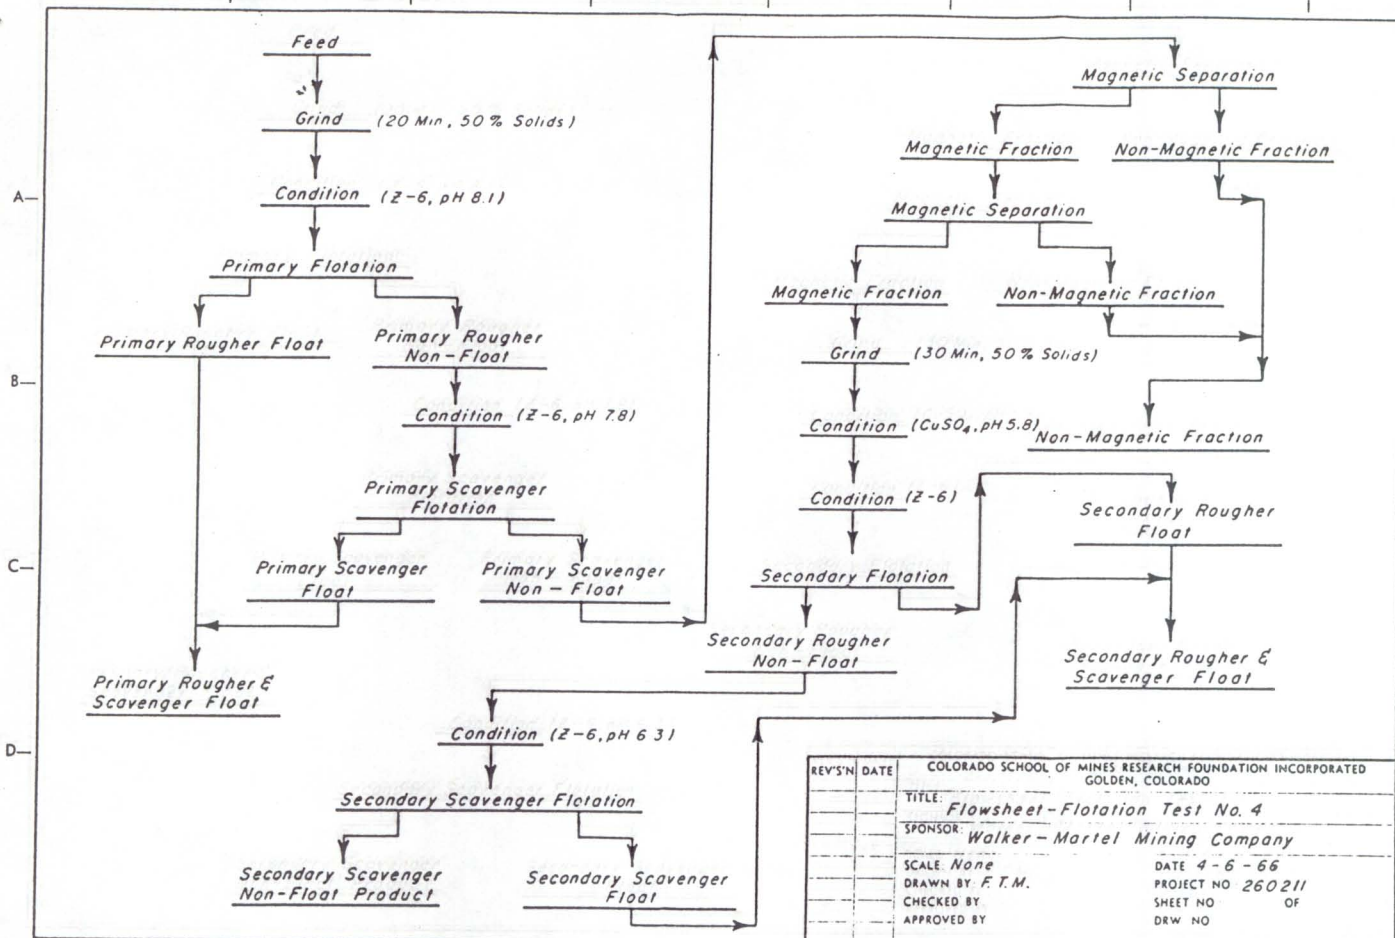 Feed
Grind (20 Min, 50% Solids)
Condition (Z-6, pH 8.1)
Primary Flotation
Primary Rougher Float
Primary Rougher
Non-Float
Condition (Z-6, pH 7.8)
Primary Scavenger
Flotation
Primary Scavenger
Float
Primary Scavenger
Non-Float
Primary Rougher &
Scavenger Float
Magnetic Separation
Magnetic Fraction
Non-Magnetic Fraction
Magnetic Separation
Magnetic Fraction
Non-Magnetic Fraction
Grind (30 Min, 50% Solids)
Condition (CuSO4, pH 5.8)
Non-Magnetic Fraction
Condition (Z-6)
Secondary Flotation
Secondary Rougher
Float
Secondary Rougher
Non-Float
Secondary Rougher &
Scavenger Float
Condition (Z-6, pH 6 3)
Secondary Scavenger Flotation
Secondary Scavenger
Non-Float Product
Secondary Scavenger
Float
A
B
C
D
REV'S'N DATE
COLORADO SCHOOL OF MINES RESEARCH FOUNDATION INCORPORATED
GOLDEN, COLORADO
TITLE: Flowsheet-Flotation Test No. 4
SPONSOR: Walker-Martel Mining Company
SCALE: None DATE 4-6-66
DRAWN BY: F.T.M. PROJECT NO 260211
CHECKED BY SHEET NO OF
APPROVED BY DRW NO